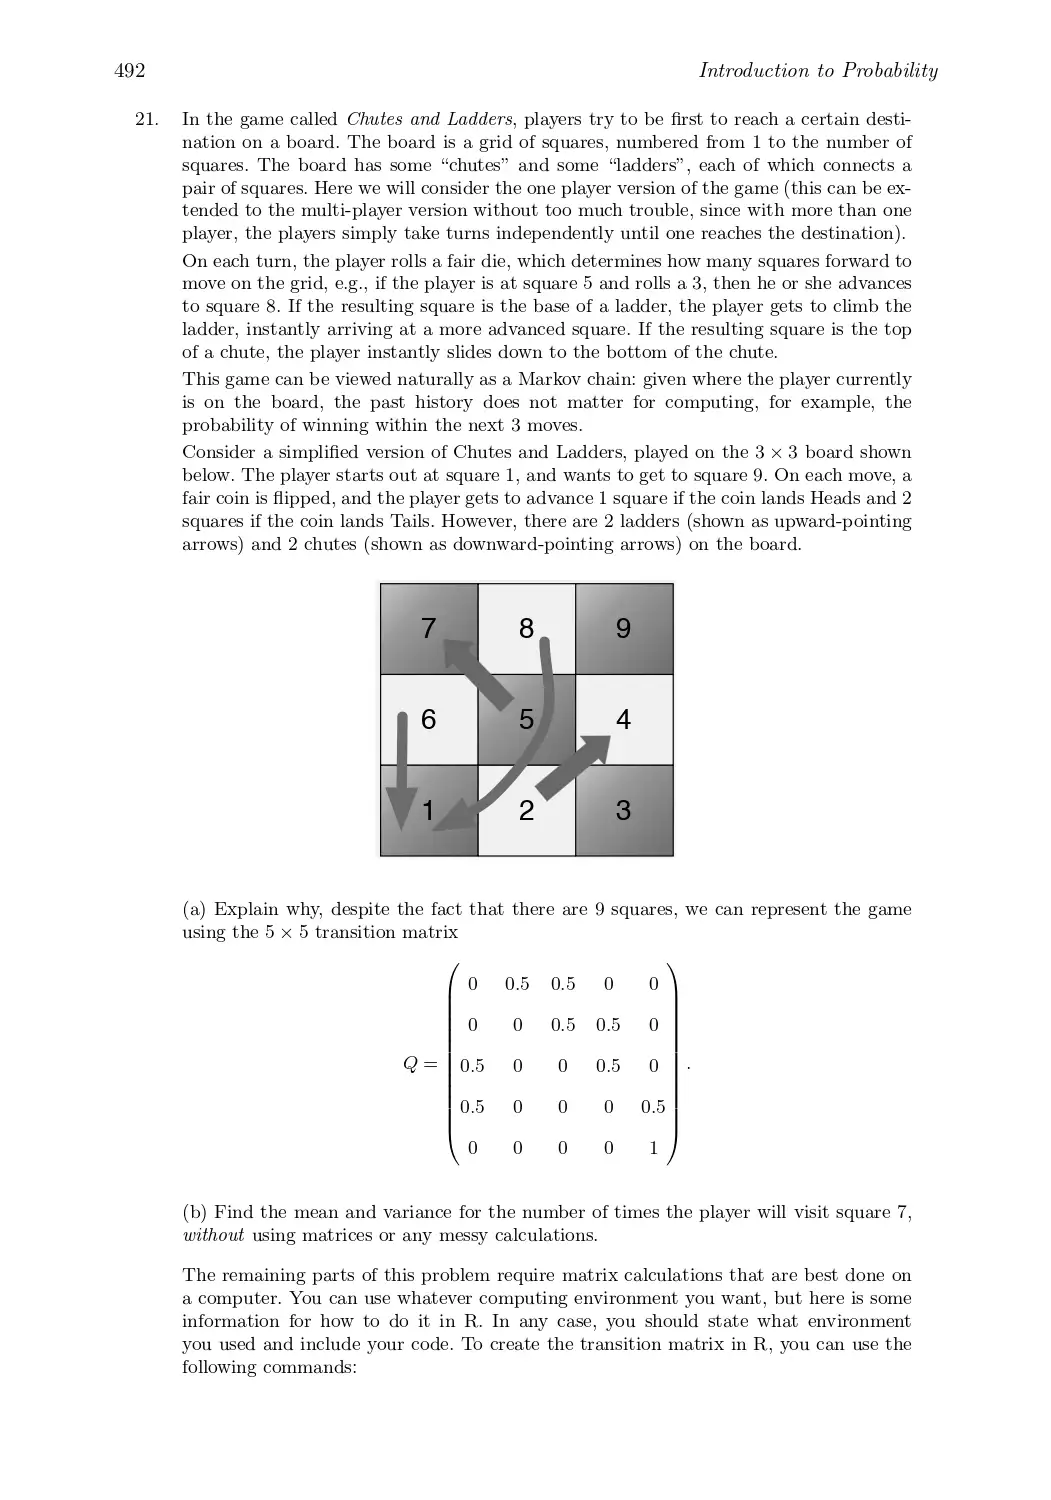 492
Introduction to Probability
21. In the game called Chutes and Ladders, players try to be first to reach a certain desti-
nation on a board. The board is a grid of squares, numbered from 1 to the number of
squares. The board has some “chutes” and some “ladders”, each of which connects a
pair of squares. Here we will consider the one player version of the game (this can be ex-
tended to the multi-player version without too much trouble, since with more than one
player, the players simply take turns independently until one reaches the destination).
On each turn, the player rolls a fair die, which determines how many squares forward to
move on the grid, e.g., if the player is at square 5 and rolls a 3, then he or she advances
to square 8. If the resulting square is the base of a ladder, the player gets to climb the
ladder, instantly arriving at a more advanced square. If the resulting square is the top
of a chute, the player instantly slides down to the bottom of the chute.
This game can be viewed naturally as a Markov chain: given where the player currently
is on the board, the past history does not matter for computing, for example, the
probability of winning within the next 3 moves.
Consider a simplified version of Chutes and Ladders, played on the 3 × 3 board shown
below. The player starts out at square 1, and wants to get to square 9. On each move, a
fair coin is flipped, and the player gets to advance 1 square if the coin lands Heads and 2
squares if the coin lands Tails. However, there are 2 ladders (shown as upward-pointing
arrows) and 2 chutes (shown as downward-pointing arrows) on the board.
7 8 9
6 5 4
1 2 3
(a) Explain why, despite the fact that there are 9 squares, we can represent the game
using the 5 × 5 transition matrix
0 0.5 0.5 0 0
0 0 0.5 0.5 0
Q = 0.5 0 0 0.5 0 .
0.5 0 0 0 0.5
0 0 0 0 1
(b) Find the mean and variance for the number of times the player will visit square 7,
without using matrices or any messy calculations.
The remaining parts of this problem require matrix calculations that are best done on
a computer. You can use whatever computing environment you want, but here is some
information for how to do it in R. In any case, you should state what environment
you used and include your code. To create the transition matrix in R, you can use the
following commands: